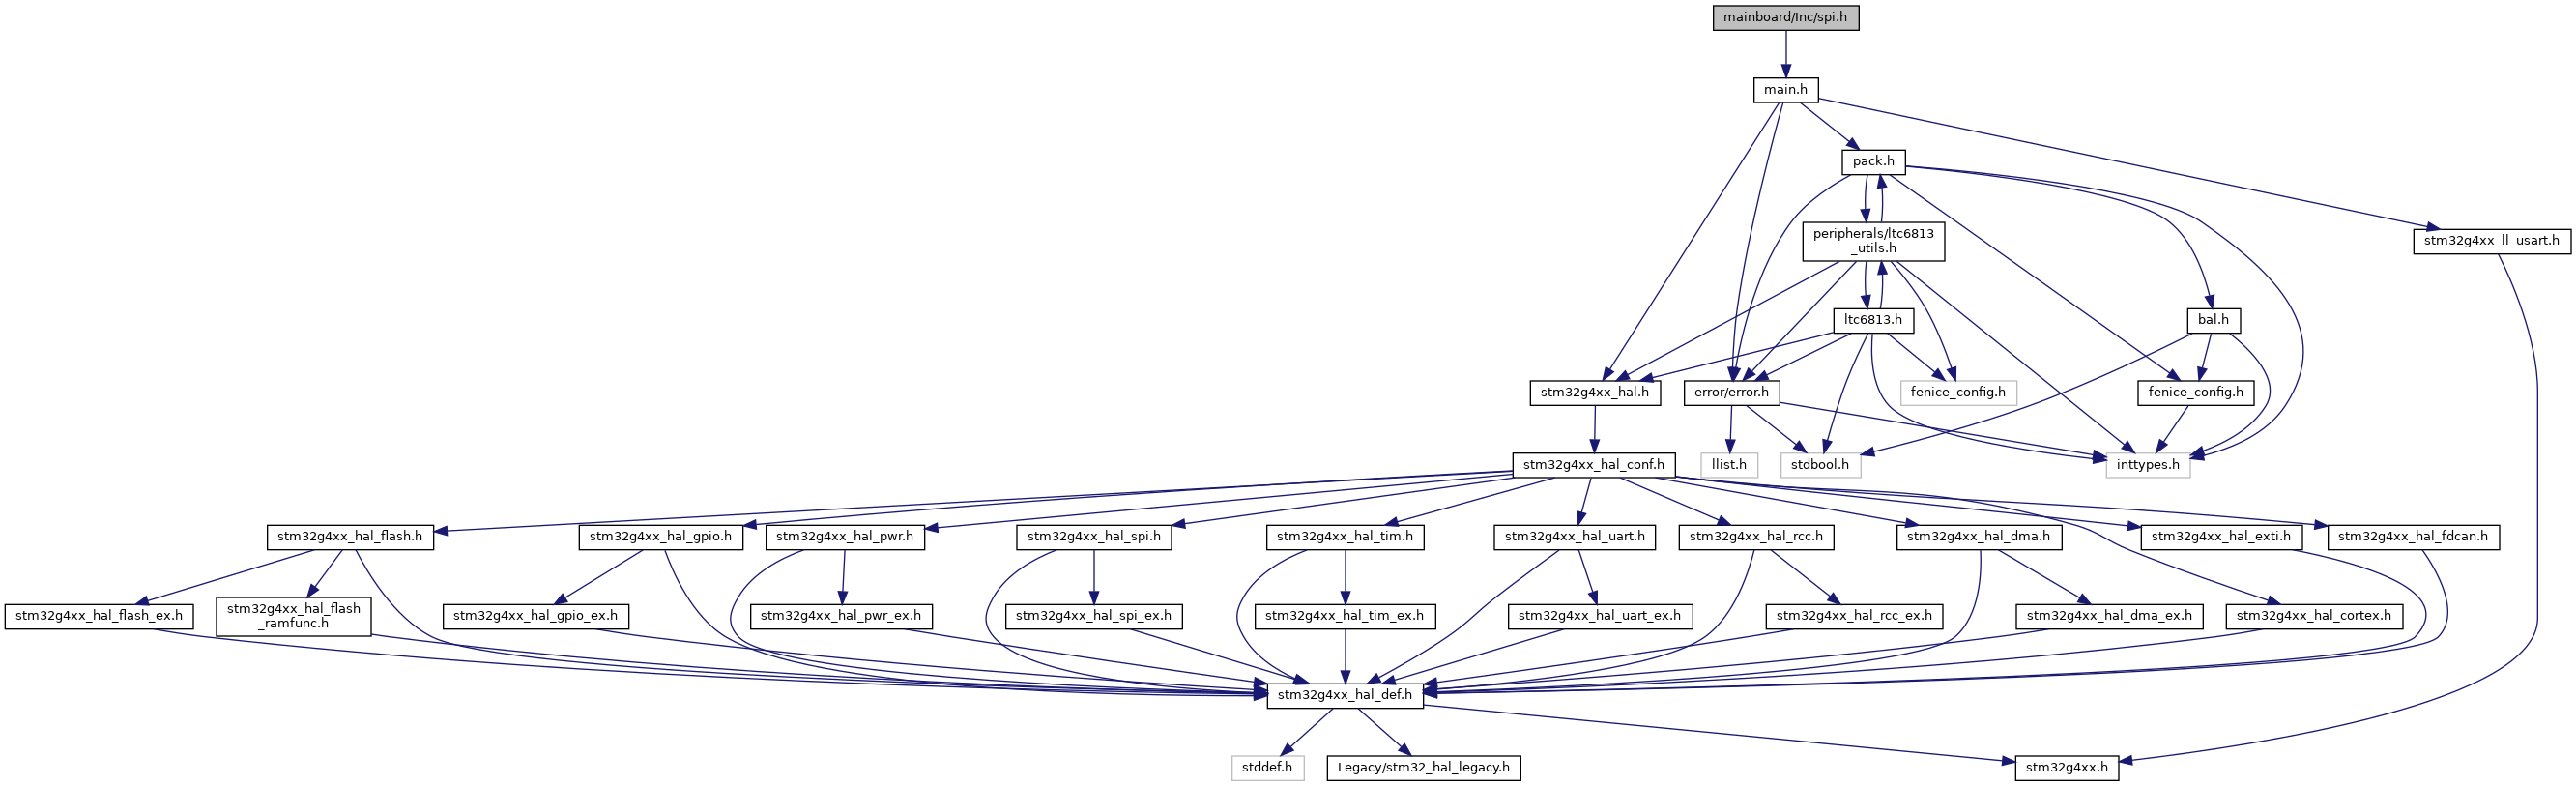 mainboard/Inc/spi.h
main.h
pack.h
peripherals/ltc6813
_utils.h
stm32g4xx_ll_usart.h
ltc6813.h
bal.h
stm32g4xx_hal.h
error/error.h
fenice_config.h
fenice_config.h
stm32g4xx_hal_conf.h
llist.h
stdbool.h
inttypes.h
stm32g4xx_hal_flash.h
stm32g4xx_hal_gpio.h
stm32g4xx_hal_pwr.h
stm32g4xx_hal_spi.h
stm32g4xx_hal_tim.h
stm32g4xx_hal_uart.h
stm32g4xx_hal_rcc.h
stm32g4xx_hal_dma.h
stm32g4xx_hal_exti.h
stm32g4xx_hal_fdcan.h
stm32g4xx_hal_flash_ex.h
stm32g4xx_hal_flash
_ramfunc.h
stm32g4xx_hal_gpio_ex.h
stm32g4xx_hal_pwr_ex.h
stm32g4xx_hal_spi_ex.h
stm32g4xx_hal_tim_ex.h
stm32g4xx_hal_uart_ex.h
stm32g4xx_hal_rcc_ex.h
stm32g4xx_hal_dma_ex.h
stm32g4xx_hal_cortex.h
stm32g4xx_hal_def.h
stddef.h
Legacy/stm32_hal_legacy.h
stm32g4xx.h